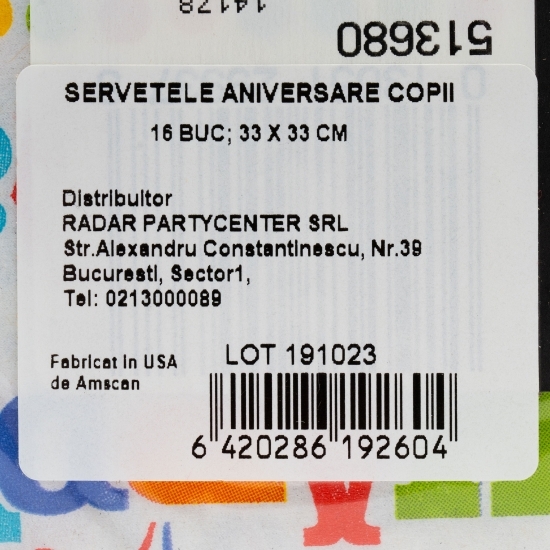 14178
513680
SERVETELE ANIVERSARE COPII
16 BUC; 33 X 33 CM
Distribuitor
RADAR PARTYCENTER SRL
Str.Alexandru Constantinescu, Nr.39
Bucuresti, Sector1,
Tel: 0213000089
Fabricat in USA
de Amscan
LOT 191023
6 420286 192604